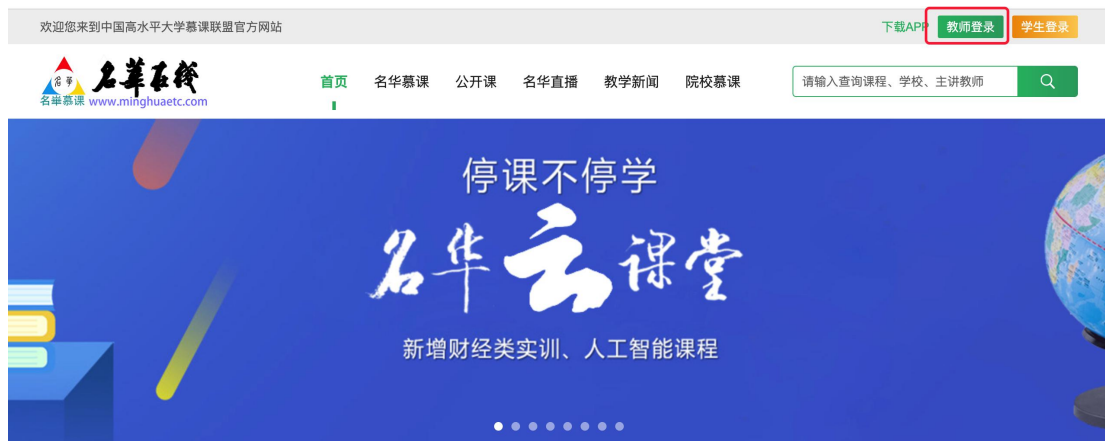 欢迎您来到中国高水平大学慕课联盟官方网站
下载APP 教师登录 学生登录
名華 名華在線
名華慕课 www.minghuaetc.com
首页 名华慕课 公开课 名华直播 教学新闻 院校慕课
请输入查询课程、学校、主讲教师
停课不停学
名华云课堂
新增财经类实训、人工智能课程